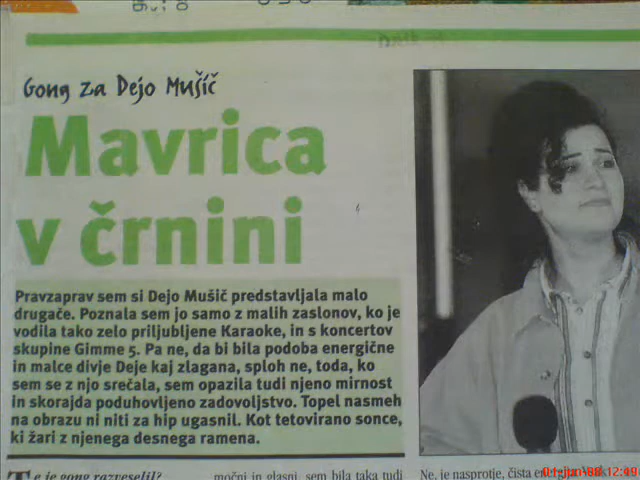 Gong za Dejo Mušič
Mavrica
v črnini
Pravzaprav sem si Dejo Mušič predstavljala malo
drugače. Poznala sem jo samo z malih zaslonov, ko je
vodila tako zelo priljubljene Karaoke, in s koncertov
skupine Gimme 5. Pa ne, da bi bila podoba energične
in malce divje Deje kaj zlagana, sploh ne, toda, ko
sem se z njo srečala, sem opazila tudi njeno mirnost
in skorajda poduhovljeno zadovoljstvo. Topel nasmeh
na obrazu ni niti za hip ugasnil. Kot tetovirano sonce,
ki žari z njenega desnega ramena.
Te je gong razveselil?
močni in glasni, sem bila taka tudi
Ne, je nasprotje, čista
12:49